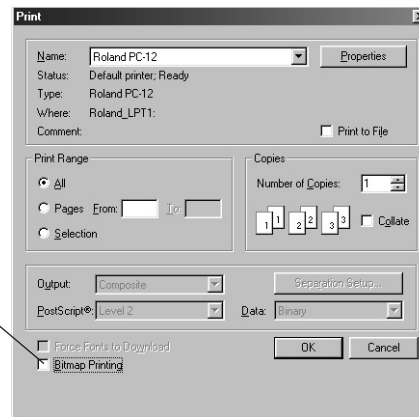 Print
Name: Roland PC-12 Properties
Status: Default printer; Ready
Type: Roland PC-12
Where: Roland_LPT1:
Comment: Print to File
Print Range
All
Pages From: To:
Selection
Copies
Number of Copies: 1
1 1 2 2 3 3 Collate
Output: Composite Separation Setup...
PostScript®: Level 2 Data: Binary
Force Fonts to Download
Bitmap Printing
OK Cancel